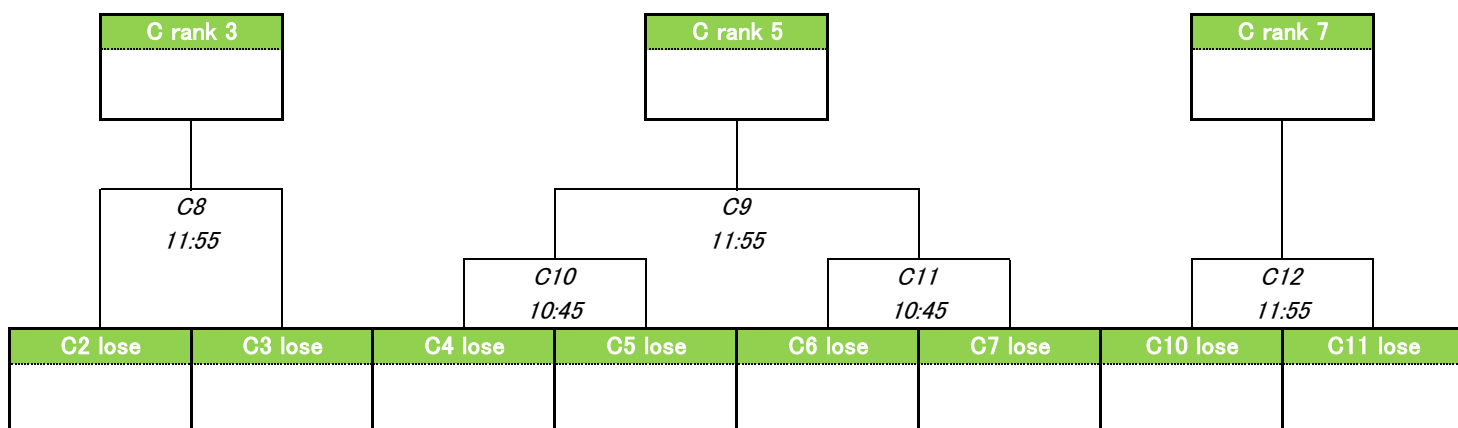 C rank 3
C rank 5
C rank 7
C8
11:55
C9
11:55
C10
10:45
C11
10:45
C12
11:55
C2 lose
C3 lose
C4 lose
C5 lose
C6 lose
C7 lose
C10 lose
C11 lose